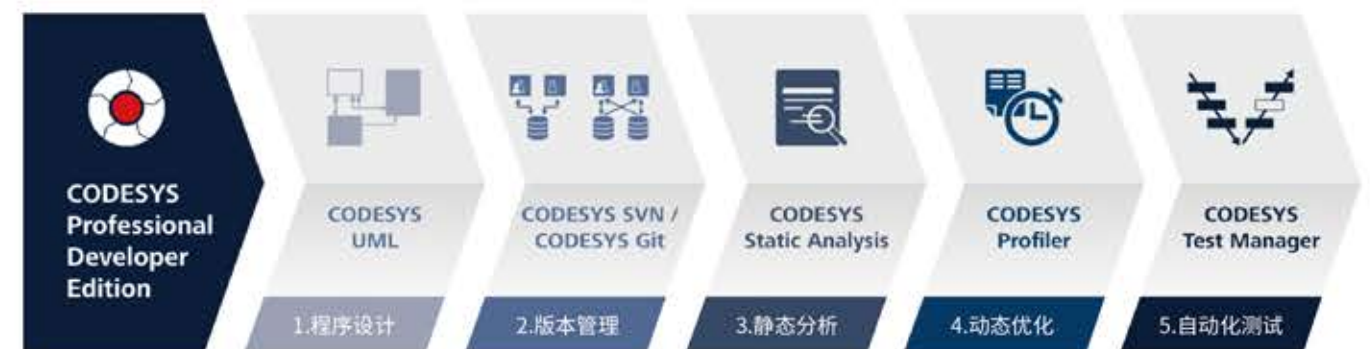 CODESYS
Professional
Developer
Edition
CODESYS
UML
1.程序设计
CODESYS SVN /
CODESYS Git
2.版本管理
CODESYS
Static Analysis
3.静态分析
CODESYS
Profiler
4.动态优化
CODESYS
Test Manager
5.自动化测试